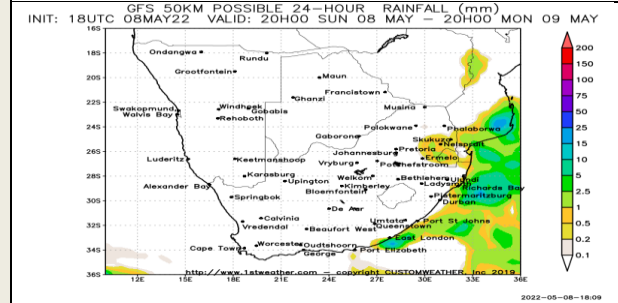 GFS 50KM POSSIBLE 24-HOUR RAINFALL (mm)
INIT: 18UTC 08MAY22 VALID: 20H00 SUN 08 MAY - 20H00 MON 09 MAY
16S
18S
20S
22S
24S
26S
28S
30S
32S
34S
36S
Ondangwa
Rundu
Grootfontein
Maun
Francistown
Ghanzi
Musina
Windhoek
Gobabis
Swakopmund
Walvis Bay
Rehoboth
Polokwane
Phalaborwa
Gaborone
Skukuza
Nelspruit
Pretoria
Johannesburg
Ermelo
Luderitz
Keetmanshoop
Vryburg
Potchefstroom
Karasburg
Upington
Welkom
Bethlehem
Ulundi
Alexander Bay
Kimberley
Ladysmith
Richards Bay
Bloemfontein
Springbok
Pietermaritzburg
Durban
De Aar
Calvinia
Umtata
Port St Johns
Vredendal
Queenstown
Beaufort West
East London
Worcester
Oudtshoorn
Cape Town
George
Port Elizabeth
http://www.1stweather.com - copyright CUSTOMWEATHER, Inc 2019
12E 15E 18E 21E 24E 27E 30E 33E 36E
200
150
100
75
50
25
15
10
5
2.5
1
0.5
0.2
0.1
2022-05-08-18:09